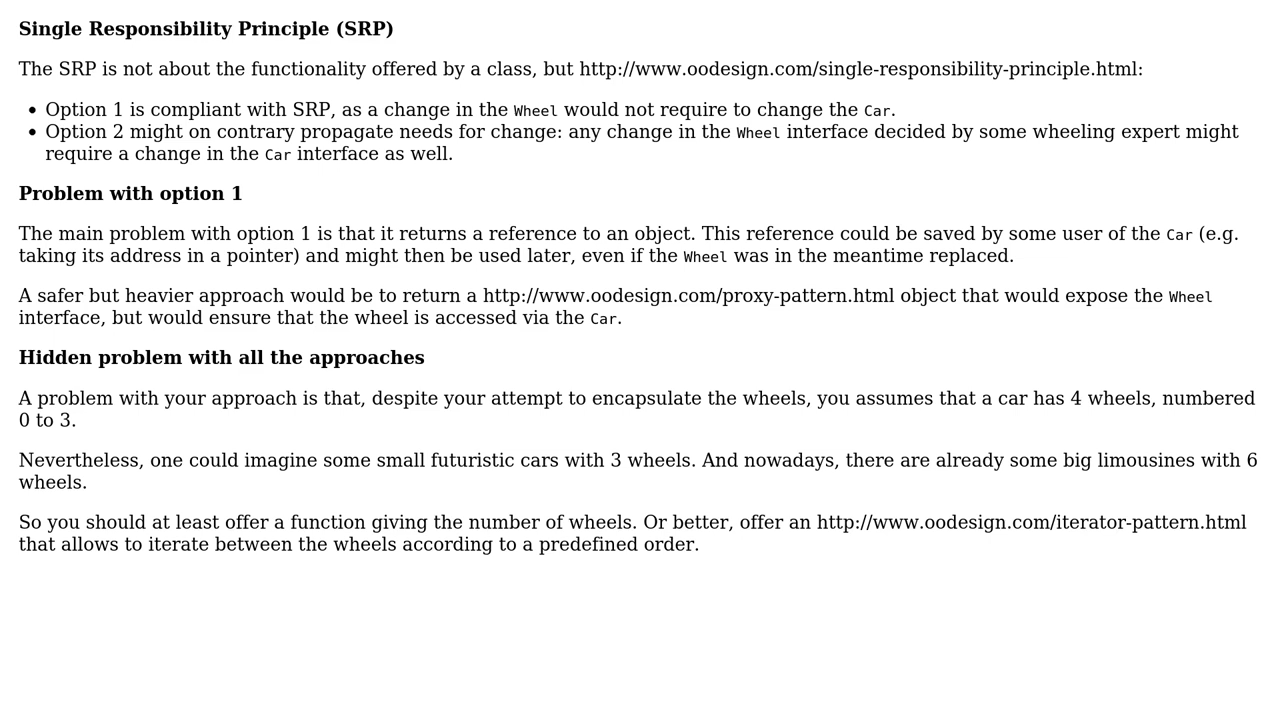 Single Responsibility Principle (SRP)
The SRP is not about the functionality offered by a class, but http://www.oodesign.com/single-responsibility-principle.html:
• Option 1 is compliant with SRP, as a change in the Wheel would not require to change the Car.
• Option 2 might on contrary propagate needs for change: any change in the Wheel interface decided by some wheeling expert might
require a change in the Car interface as well.
Problem with option 1
The main problem with option 1 is that it returns a reference to an object. This reference could be saved by some user of the Car (e.g.
taking its address in a pointer) and might then be used later, even if the Wheel was in the meantime replaced.
A safer but heavier approach would be to return a http://www.oodesign.com/proxy-pattern.html object that would expose the Wheel
interface, but would ensure that the wheel is accessed via the Car.
Hidden problem with all the approaches
A problem with your approach is that, despite your attempt to encapsulate the wheels, you assumes that a car has 4 wheels, numbered
0 to 3.
Nevertheless, one could imagine some small futuristic cars with 3 wheels. And nowadays, there are already some big limousines with 6
wheels.
So you should at least offer a function giving the number of wheels. Or better, offer an http://www.oodesign.com/iterator-pattern.html
that allows to iterate between the wheels according to a predefined order.